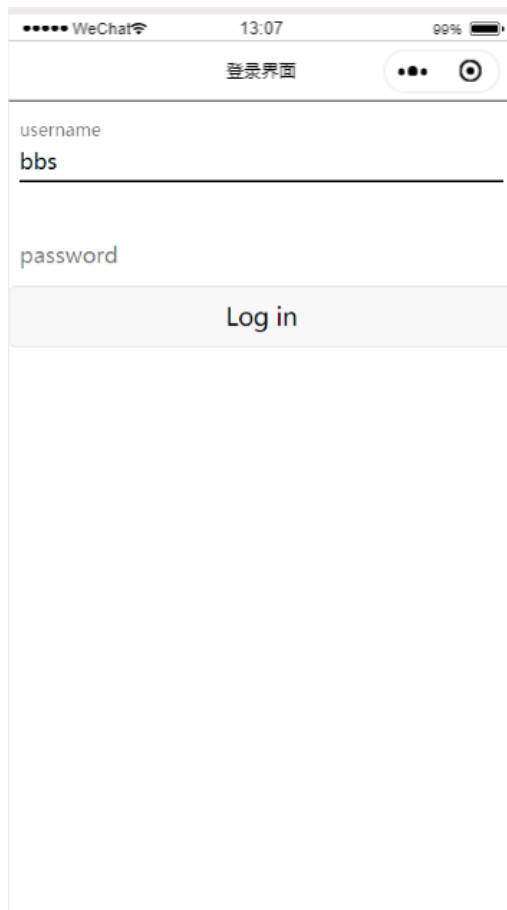 WeChat 13:07 99%
登录界面
username
bbs
password
Log in